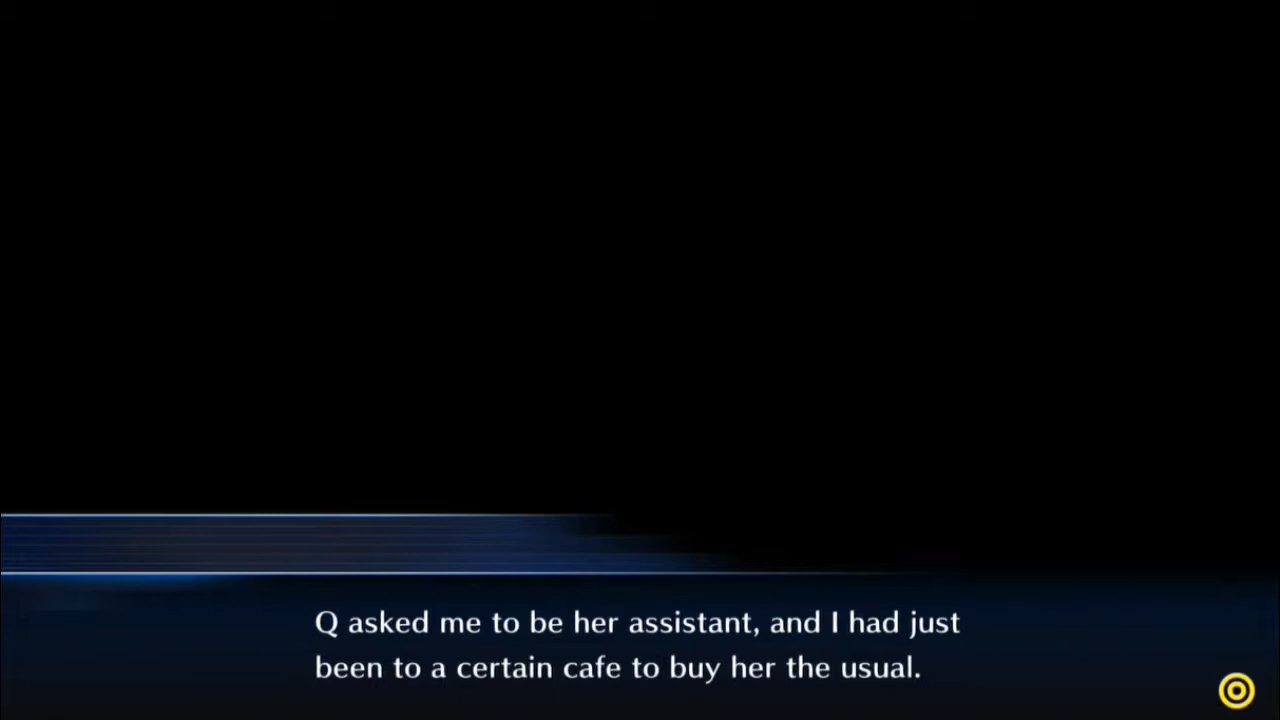 Q asked me to be her assistant, and I had just
been to a certain cafe to buy her the usual.